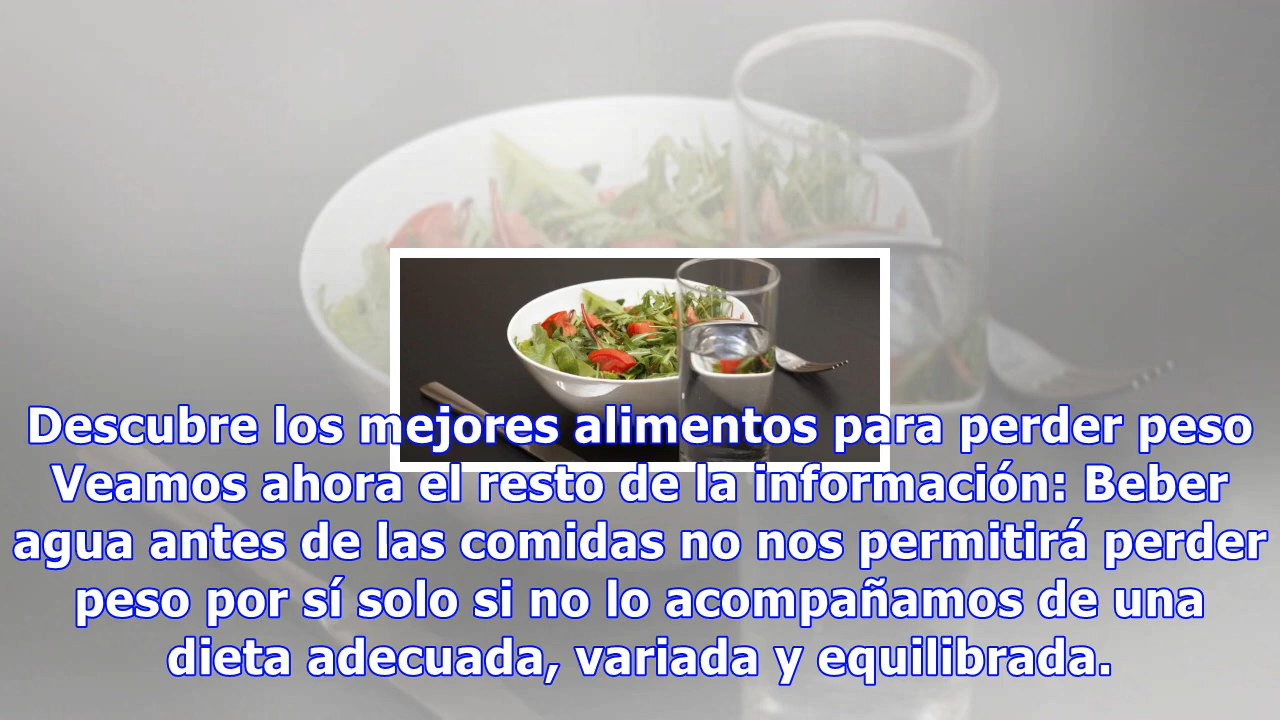 Descubre los mejores alimentos para perder peso
Veamos ahora el resto de la información: Beber
agua antes de las comidas no nos permitirá perder
peso por sí solo si no lo acompañamos de una
dieta adecuada, variada y equilibrada.